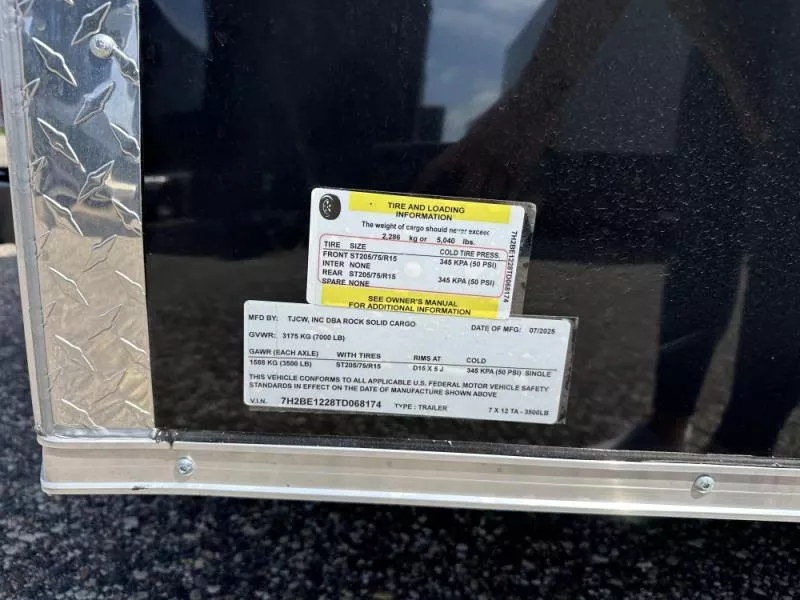 TIRE AND LOADING
INFORMATION
The weight of cargo should never exceed
2,286 kg or 5,040 lbs.
TIRE SIZE COLD TIRE PRESS.
FRONT ST205/75/R15 345 KPA (50 PSI)
INTER NONE
REAR ST205/75/R15 345 KPA (50 PSI)
SPARE NONE
SEE OWNER'S MANUAL
FOR ADDITIONAL INFORMATION
7H2BE1228TD068174
MFD BY: TJCW, INC DBA ROCK SOLID CARGO DATE OF MFG: 07/2025
GVWR: 3175 KG (7000 LB)
GAWR (EACH AXLE) WITH TIRES RIMS AT COLD
1588 KG (3500 LB) ST205/75/R15 D15 X 5 J 345 KPA (50 PSI) SINGLE
THIS VEHICLE CONFORMS TO ALL APPLICABLE U.S. FEDERAL MOTOR VEHICLE SAFETY
STANDARDS IN EFFECT ON THE DATE OF MANUFACTURE SHOWN ABOVE
V.I.N. 7H2BE1228TD068174 TYPE: TRAILER 7 X 12 TA - 3500LB